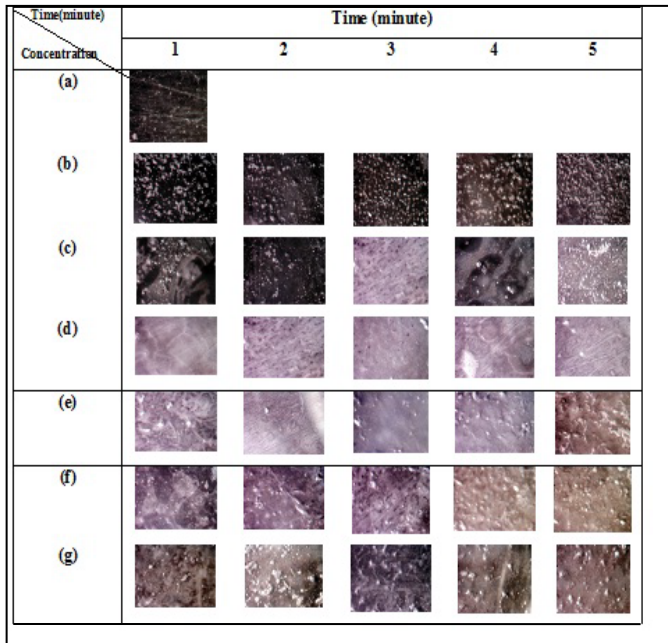 Time(minute)
Concentration
Time (minute)
1 2 3 4 5
(a)
(b)
(c)
(d)
(e)
(f)
(g)